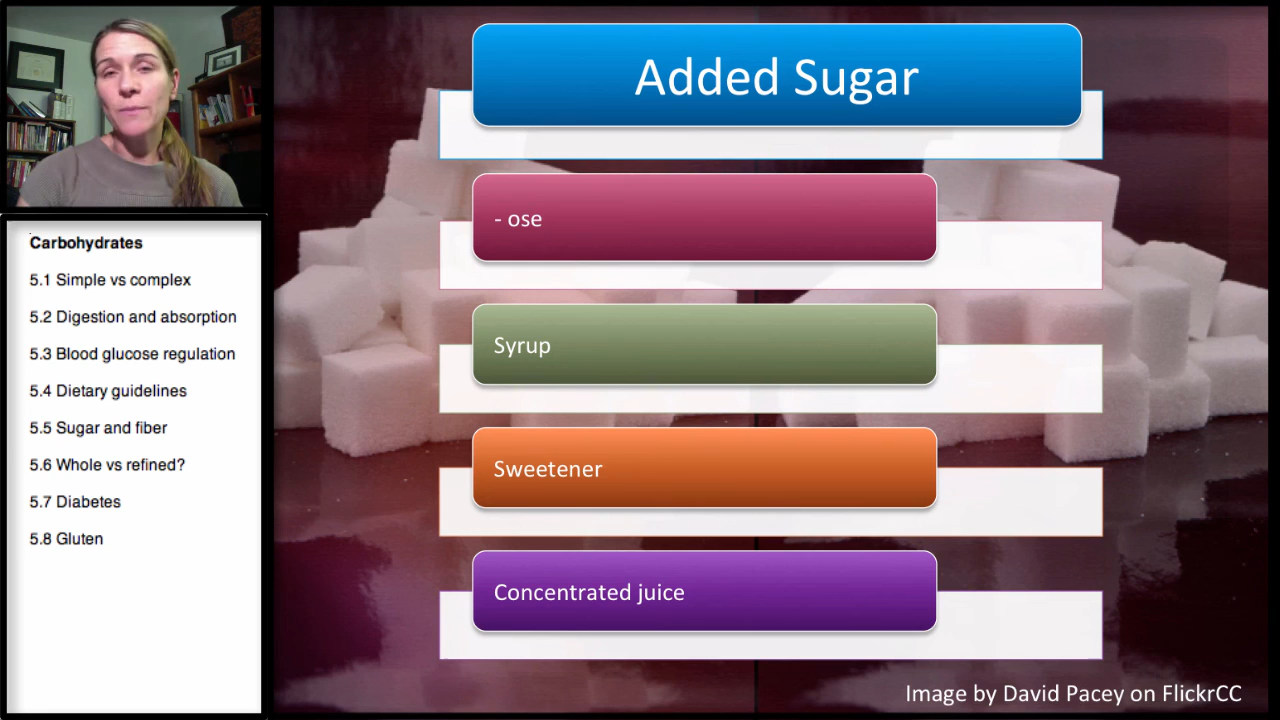 Carbohydrates
5.1 Simple vs complex
5.2 Digestion and absorption
5.3 Blood glucose regulation
5.4 Dietary guidelines
5.5 Sugar and fiber
5.6 Whole vs refined?
5.7 Diabetes
5.8 Gluten
Added Sugar
- ose
Syrup
Sweetener
Concentrated juice
Image by David Pacey on FlickrCC